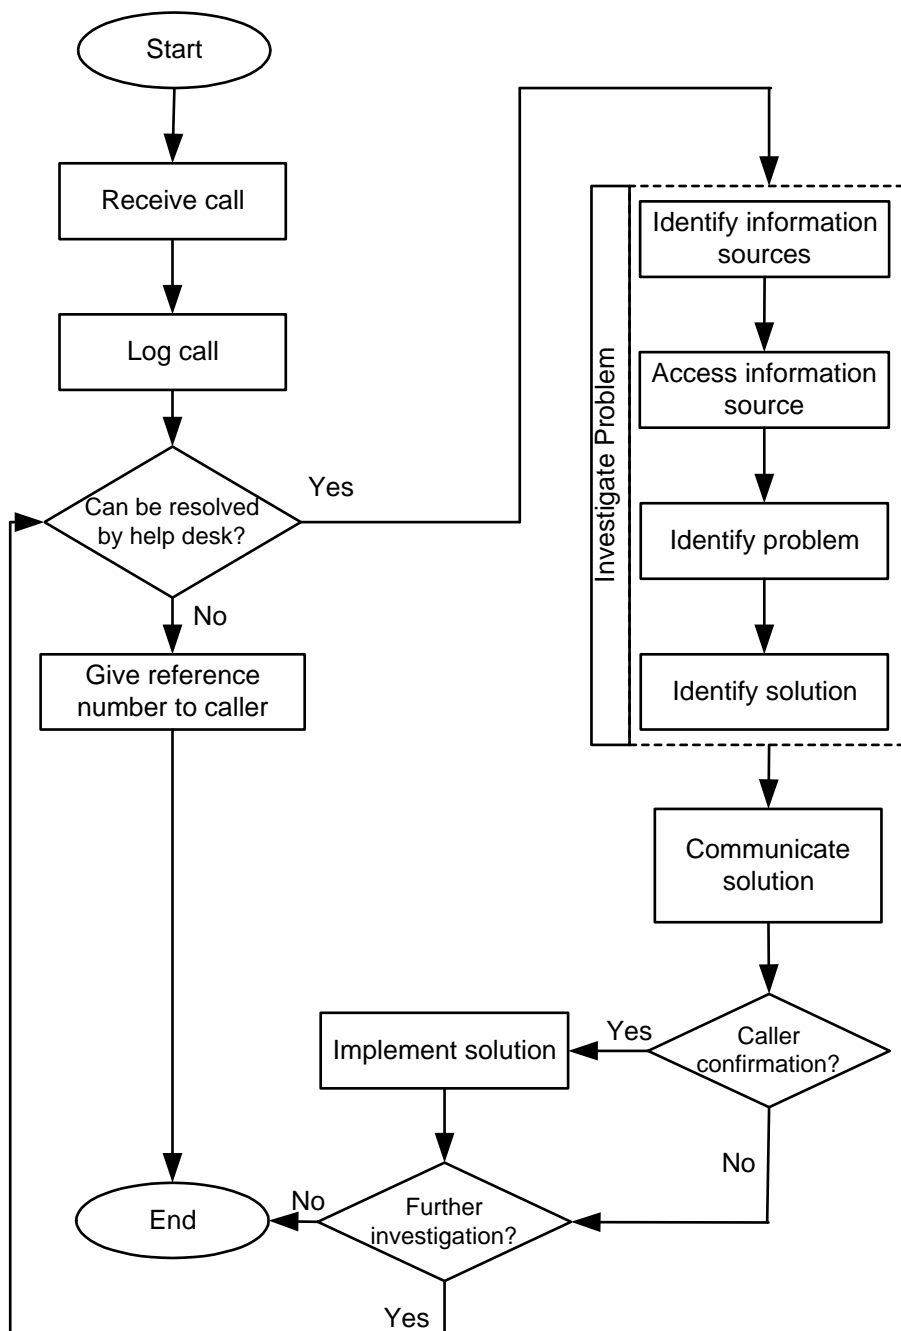 Start
Receive call
Log call
Can be resolved
by help desk?
Yes
No
Give reference
number to caller
Investigate Problem
Identify information
sources
Access information
source
Identify problem
Identify solution
Communicate
solution
Caller
confirmation?
Yes
Implement solution
No
Further
investigation?
No
End
Yes